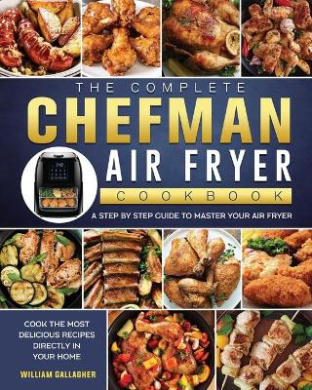 THE COMPLETE
CHEFMAN
AIR FRYER
COOKBOOK
A STEP BY STEP GUIDE TO MASTER YOUR AIR FRYER
COOK THE MOST
DELICIOUS RECIPES
DIRECTLY IN
YOUR HOME
WILLIAM GALLAGHER